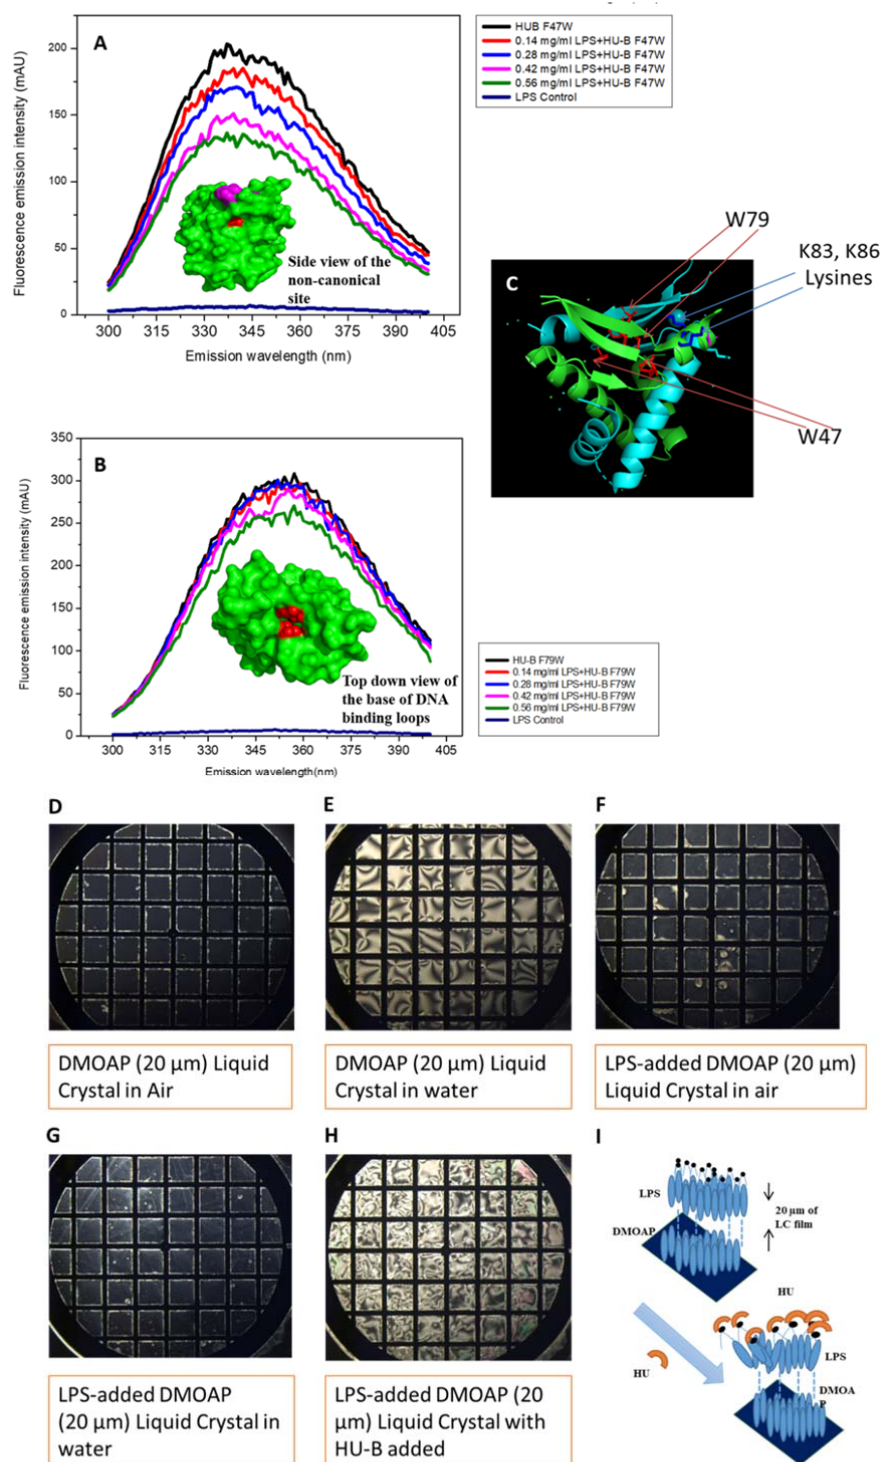 A
200
150
100
50
0
Fluorescence emission intensity (mAU)
300 315 330 345 360 375 390 405
Emission wavelength (nm)
Side view of the
non-canonical
site
HUB F47W
0.14 mg/ml LPS+HU-B F47W
0.28 mg/ml LPS+HU-B F47W
0.42 mg/ml LPS+HU-B F47W
0.56 mg/ml LPS+HU-B F47W
LPS Control
C
W79
K83, K86
Lysines
W47
B
350
300
250
200
150
100
50
0
Fluorescence emission intensity (mAU)
300 315 330 345 360 375 390 405
Emission wavelength(nm)
Top down view of
the base of DNA
binding loops
HU-B F79W
0.14 mg/ml LPS+HU-B F79W
0.28 mg/ml LPS+HU-B F79W
0.42 mg/ml LPS+HU-B F79W
0.56 mg/ml LPS+HU-B F79W
LPS Control
D
DMOAP (20 µm) Liquid
Crystal in Air
E
DMOAP (20 µm) Liquid
Crystal in water
F
LPS-added DMOAP (20 µm)
Liquid Crystal in air
G
LPS-added DMOAP
(20 µm) Liquid Crystal in
water
H
LPS-added DMOAP (20
µm) Liquid Crystal with
HU-B added
I
LPS
20 µm of
LC film
DMOAP
HU
HU
LPS
DMOA
P